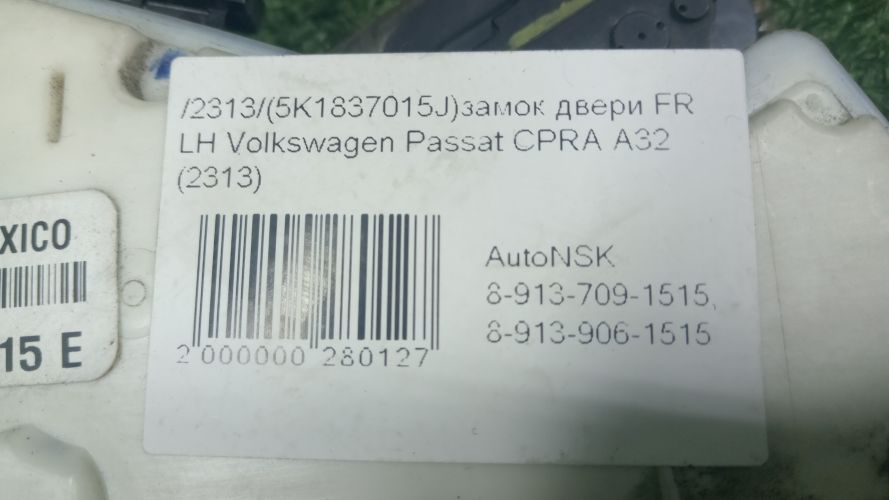 /2313/(5K1837015J)замок двери FR
LH Volkswagen Passat CPRA A32
(2313)
2 000000 280127
AutoNSK
8-913-709-1515,
8-913-906-1515
XICO
15 E